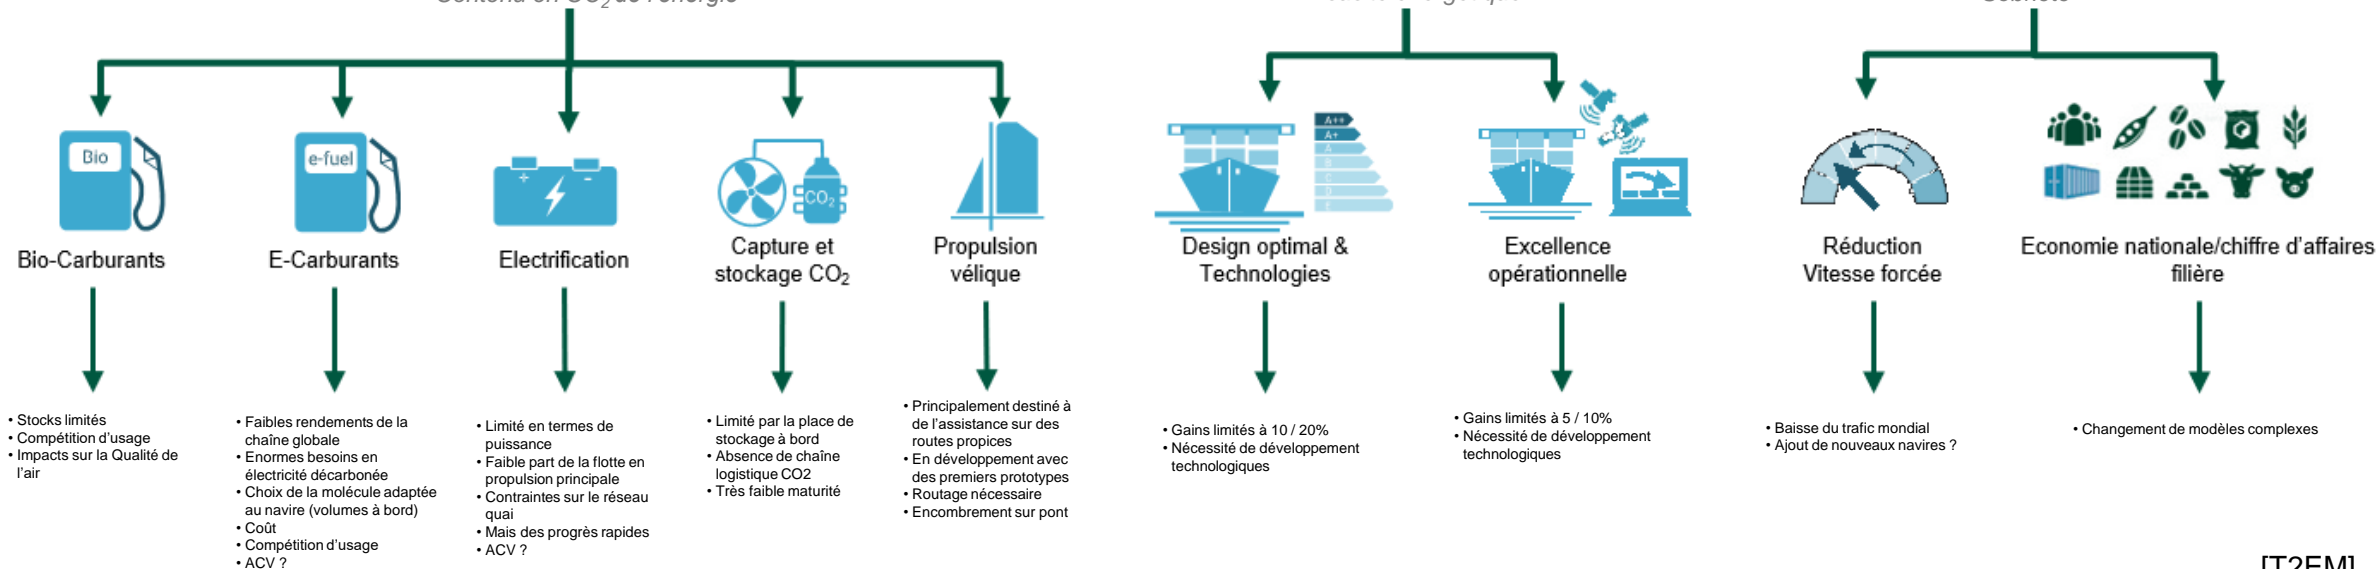 Contenu en CO2 de l'énergie
Bio
e-fuel
+
-
CO2
A++
A+
A
B
C
D
E
Bio-Carburants
E-Carburants
Electrification
Capture et
stockage CO2
Propulsion
vélique
Design optimal &
Technologies
Excellence
opérationnelle
Réduction
Vitesse forcée
Economie nationale/chiffre d'affaires
filière
• Stocks limités
• Compétition d'usage
• Impacts sur la Qualité de
l'air
• Faibles rendements de la
chaîne globale
• Enormes besoins en
électricité décarbonée
• Choix de la molécule adaptée
au navire (volumes à bord)
• Coût
• Compétition d'usage
• ACV ?
• Limité en termes de
puissance
• Faible part de la flotte en
propulsion principale
• Contraintes sur le réseau
quai
• Mais des progrès rapides
• ACV ?
• Limité par la place de
stockage à bord
• Absence de chaîne
logistique CO2
• Très faible maturité
• Principalement destiné à
de l'assistance sur des
routes propices
• En développement avec
des premiers prototypes
• Routage nécessaire
• Encombrement sur pont
• Gains limités à 10 / 20%
• Nécessité de développement
technologiques
• Gains limités à 5 / 10%
• Nécessité de développement
technologiques
• Baisse du trafic mondial
• Ajout de nouveaux navires ?
• Changement de modèles complexes
[T2EM]